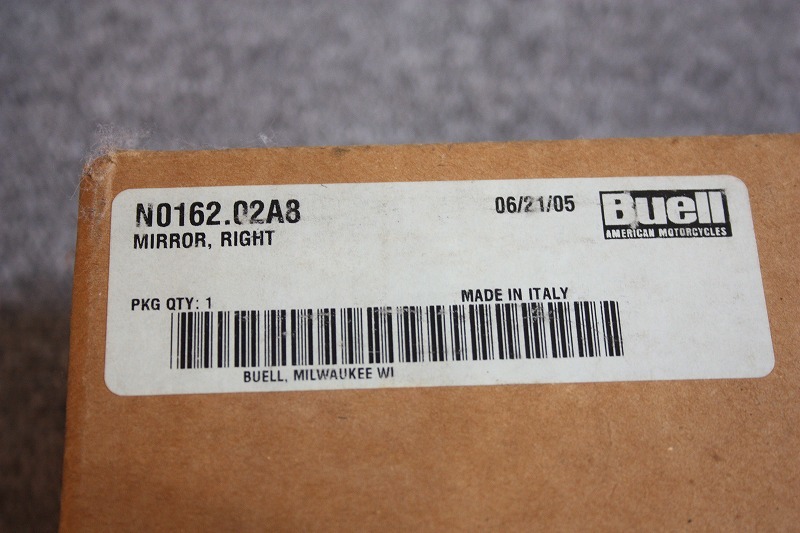 N0162.02A8
MIRROR, RIGHT
06/21/05
Buell
AMERICAN MOTORCYCLES
PKG QTY: 1
MADE IN ITALY
BUELL, MILWAUKEE WI